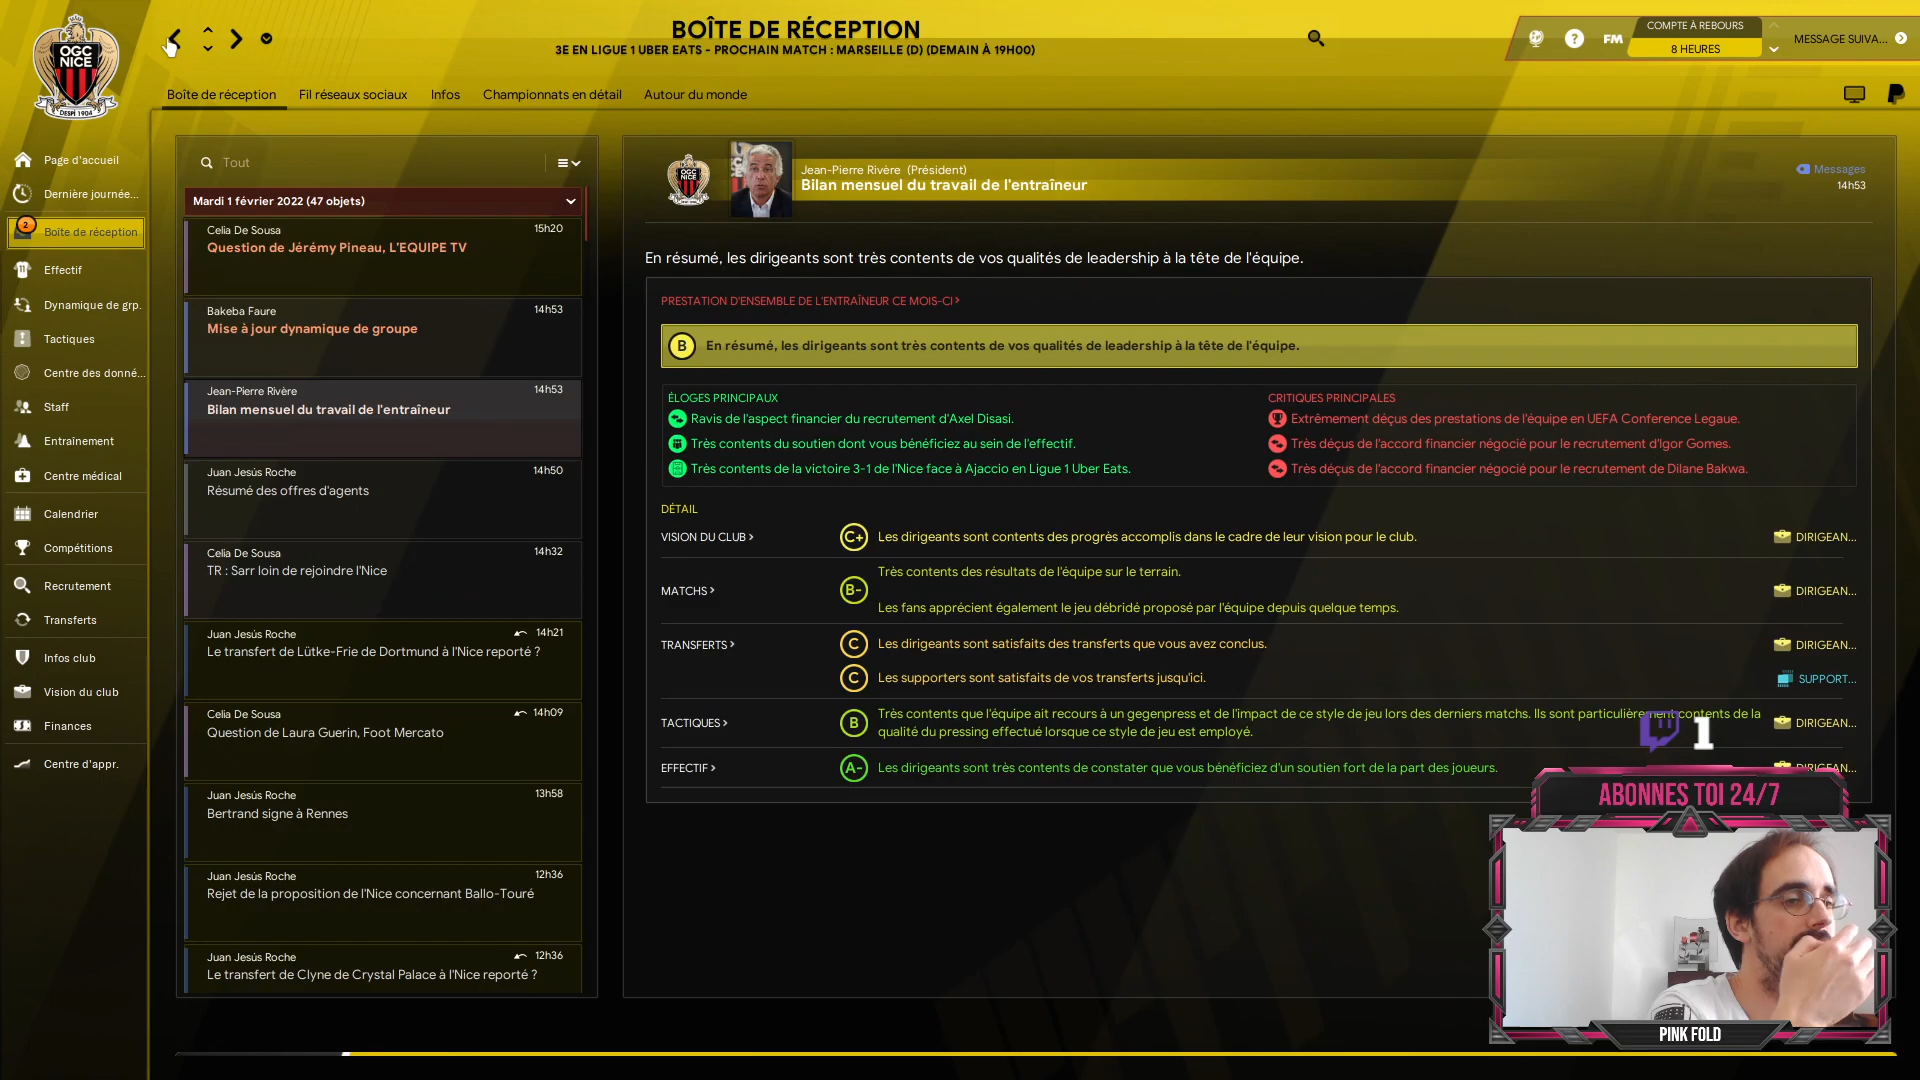 OGC
NICE
DESPÍ 1904
BOÎTE DE RÉCEPTION
3E EN LIGUE 1 UBER EATS - PROCHAIN MATCH : MARSEILLE (D) (DEMAIN À 19H00)
?
FM
COMPTE À REBOURS
8 HEURES
MESSAGE SUIVA...
Boîte de réception
Fil réseaux sociaux
Infos
Championnats en détail
Autour du monde
Page d'accueil
Dernière journée...
2
Boîte de réception
Effectif
Dynamique de grp.
Tactiques
Centre des donné...
Staff
Entraînement
Centre médical
Calendrier
Compétitions
Recrutement
Transferts
Infos club
Vision du club
Finances
Centre d'appr.
Tout
Mardi 1 février 2022 (47 objets)
Celia De Sousa 15h20
Question de Jérémy Pineau, L'EQUIPE TV
Bakeba Faure 14h53
Mise à jour dynamique de groupe
Jean-Pierre Rivère 14h53
Bilan mensuel du travail de l'entraîneur
Juan Jesús Roche 14h50
Résumé des offres d'agents
Celia De Sousa 14h32
TR : Sarr loin de rejoindre l'Nice
Juan Jesús Roche 14h21
Le transfert de Lütke-Frie de Dortmund à l'Nice reporté ?
Celia De Sousa 14h09
Question de Laura Guerin, Foot Mercato
Juan Jesús Roche 13h58
Bertrand signe à Rennes
Juan Jesús Roche 12h36
Rejet de la proposition de l'Nice concernant Ballo-Touré
Juan Jesús Roche 12h36
Le transfert de Clyne de Crystal Palace à l'Nice reporté ?
OGC
NICE
Jean-Pierre Rivère (Président)
Bilan mensuel du travail de l'entraîneur
Messages
14h53
En résumé, les dirigeants sont très contents de vos qualités de leadership à la tête de l'équipe.
PRESTATION D'ENSEMBLE DE L'ENTRAÎNEUR CE MOIS-CI >
B En résumé, les dirigeants sont très contents de vos qualités de leadership à la tête de l'équipe.
ÉLOGES PRINCIPAUX
Ravis de l'aspect financier du recrutement d'Axel Disasi.
Très contents du soutien dont vous bénéficiez au sein de l'effectif.
Très contents de la victoire 3-1 de l'Nice face à Ajaccio en Ligue 1 Uber Eats.
CRITIQUES PRINCIPALES
Extrêmement déçus des prestations de l'équipe en UEFA Conference Legaue.
Très déçus de l'accord financier négocié pour le recrutement d'Igor Gomes.
Très déçus de l'accord financier négocié pour le recrutement de Dilane Bakwa.
DÉTAIL
VISION DU CLUB > C+ Les dirigeants sont contents des progrès accomplis dans le cadre de leur vision pour le club. DIRIGEAN...
Très contents des résultats de l'équipe sur le terrain.
MATCHS > B- DIRIGEAN...
Les fans apprécient également le jeu débridé proposé par l'équipe depuis quelque temps.
TRANSFERTS > C Les dirigeants sont satisfaits des transferts que vous avez conclus. DIRIGEAN...
C Les supporters sont satisfaits de vos transferts jusqu'ici. SUPPORT...
Très contents que l'équipe ait recours à un gegenpress et de l'impact de ce style de jeu lors des derniers matchs. Ils sont particulièrement contents de la
TACTIQUES > B DIRIGEAN...
qualité du pressing effectué lorsque ce style de jeu est employé.
EFFECTIF > A- Les dirigeants sont très contents de constater que vous bénéficiez d'un soutien fort de la part des joueurs. DIRIGEAN...
1
ABONNES TOI 24/7
PINK FOLD